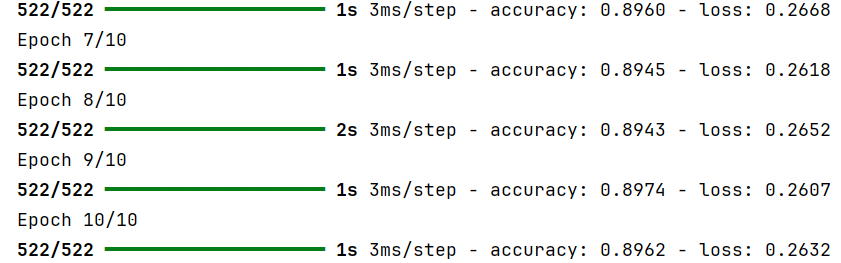 522/522 ━━━━━━━━━━━━━━━━━━━━ 1s 3ms/step - accuracy: 0.8960 - loss: 0.2668
Epoch 7/10
522/522 ━━━━━━━━━━━━━━━━━━━━ 1s 3ms/step - accuracy: 0.8945 - loss: 0.2618
Epoch 8/10
522/522 ━━━━━━━━━━━━━━━━━━━━ 2s 3ms/step - accuracy: 0.8943 - loss: 0.2652
Epoch 9/10
522/522 ━━━━━━━━━━━━━━━━━━━━ 1s 3ms/step - accuracy: 0.8974 - loss: 0.2607
Epoch 10/10
522/522 ━━━━━━━━━━━━━━━━━━━━ 1s 3ms/step - accuracy: 0.8962 - loss: 0.2632